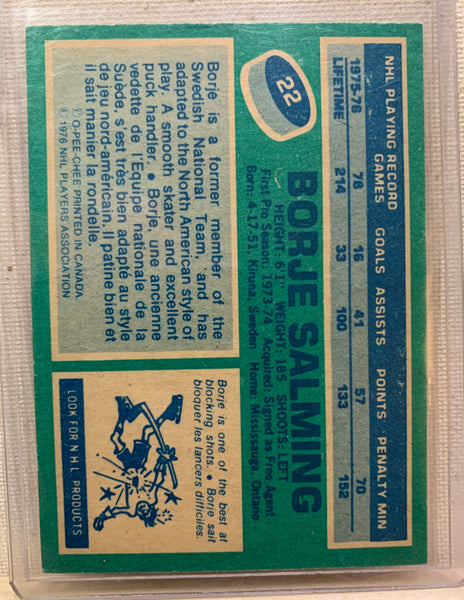 NHL PLAYING RECORD
GAMES GOALS ASSISTS POINTS PENALTY MIN
1975-76 78 16 41 57 70
LIFETIME 214 33 100 133 152
22
BORJE SALMING
HEIGHT: 6'1" WEIGHT: 185 SHOOTS: LEFT
First Pro Season: 1973-74 Acquired: Signed as Free Agent
Born: 4-17-51, Kiruna, Sweden Home: Mississauga, Ontario
Borje is a former member of the
Swedish National Team, and has
adapted to the North American style of
play. A smooth skater and excellent
puck handler. • Borje, une ancienne
vedette de l'Equipe nationale de la
Suède, s'est très bien adapté au style
de jeu nord-américain. Il patine bien et
il sait manier la rondelle.
© O-PEE-CHEE PRINTED IN CANADA
© 1976 NHL PLAYERS ASSOCIATION
Borje is one of the best at
blocking shots. • Borje sait
bloquer les lancers difficiles.
LOOK FOR N.H.L. PRODUCTS